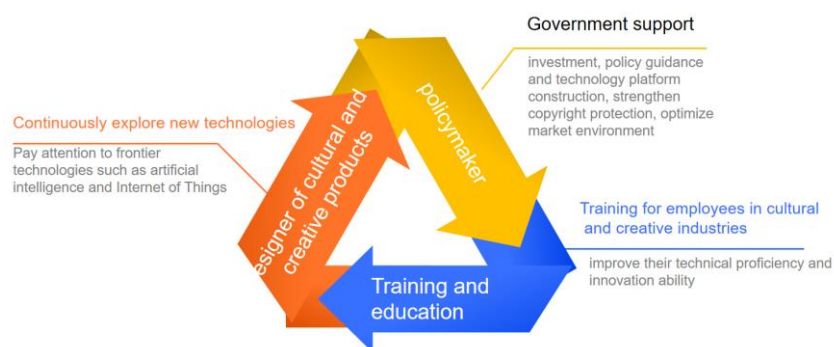 Government support
investment, policy guidance
and technology platform
construction, strengthen
copyright protection, optimize
market environment
policymaker
Continuously explore new technologies
Pay attention to frontier
technologies such as artificial
intelligence and Internet of Things
esigner of cultural and
creative products
Training for employees in cultural
and creative industries
improve their technical proficiency and
innovation ability
Training and
education